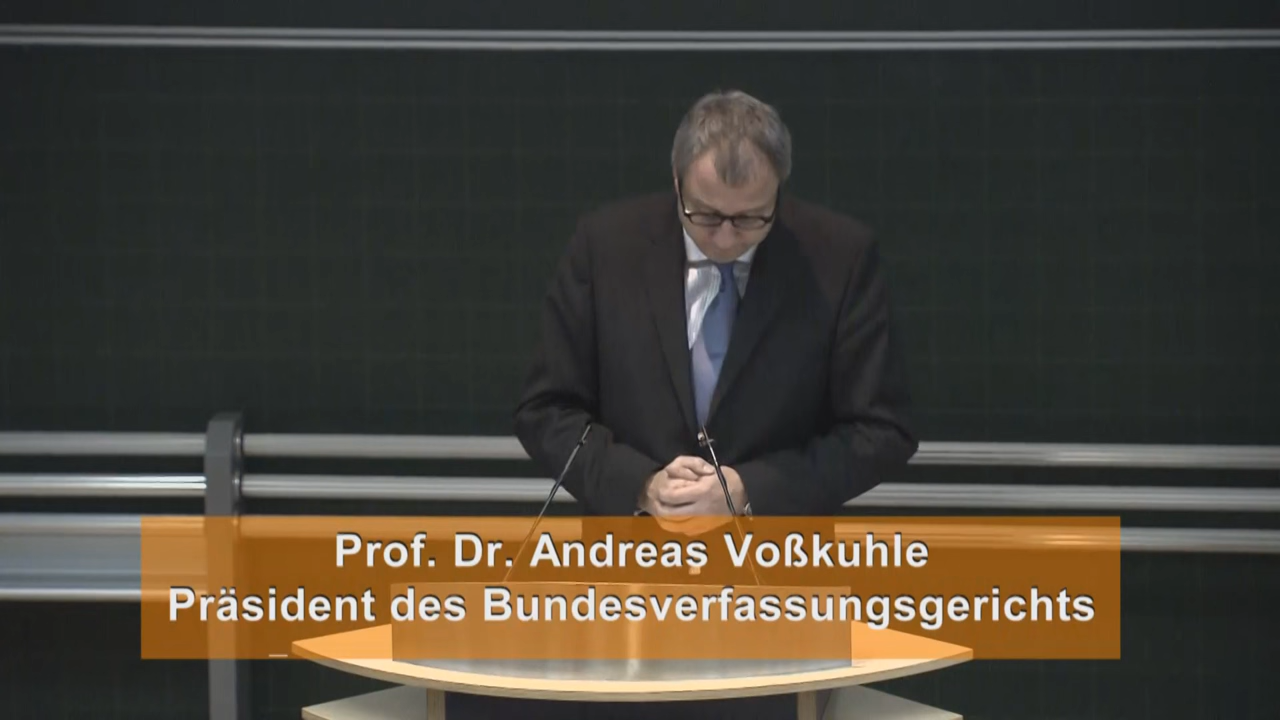 Prof. Dr. Andreas Voßkuhle
Präsident des Bundesverfassungsgerichts